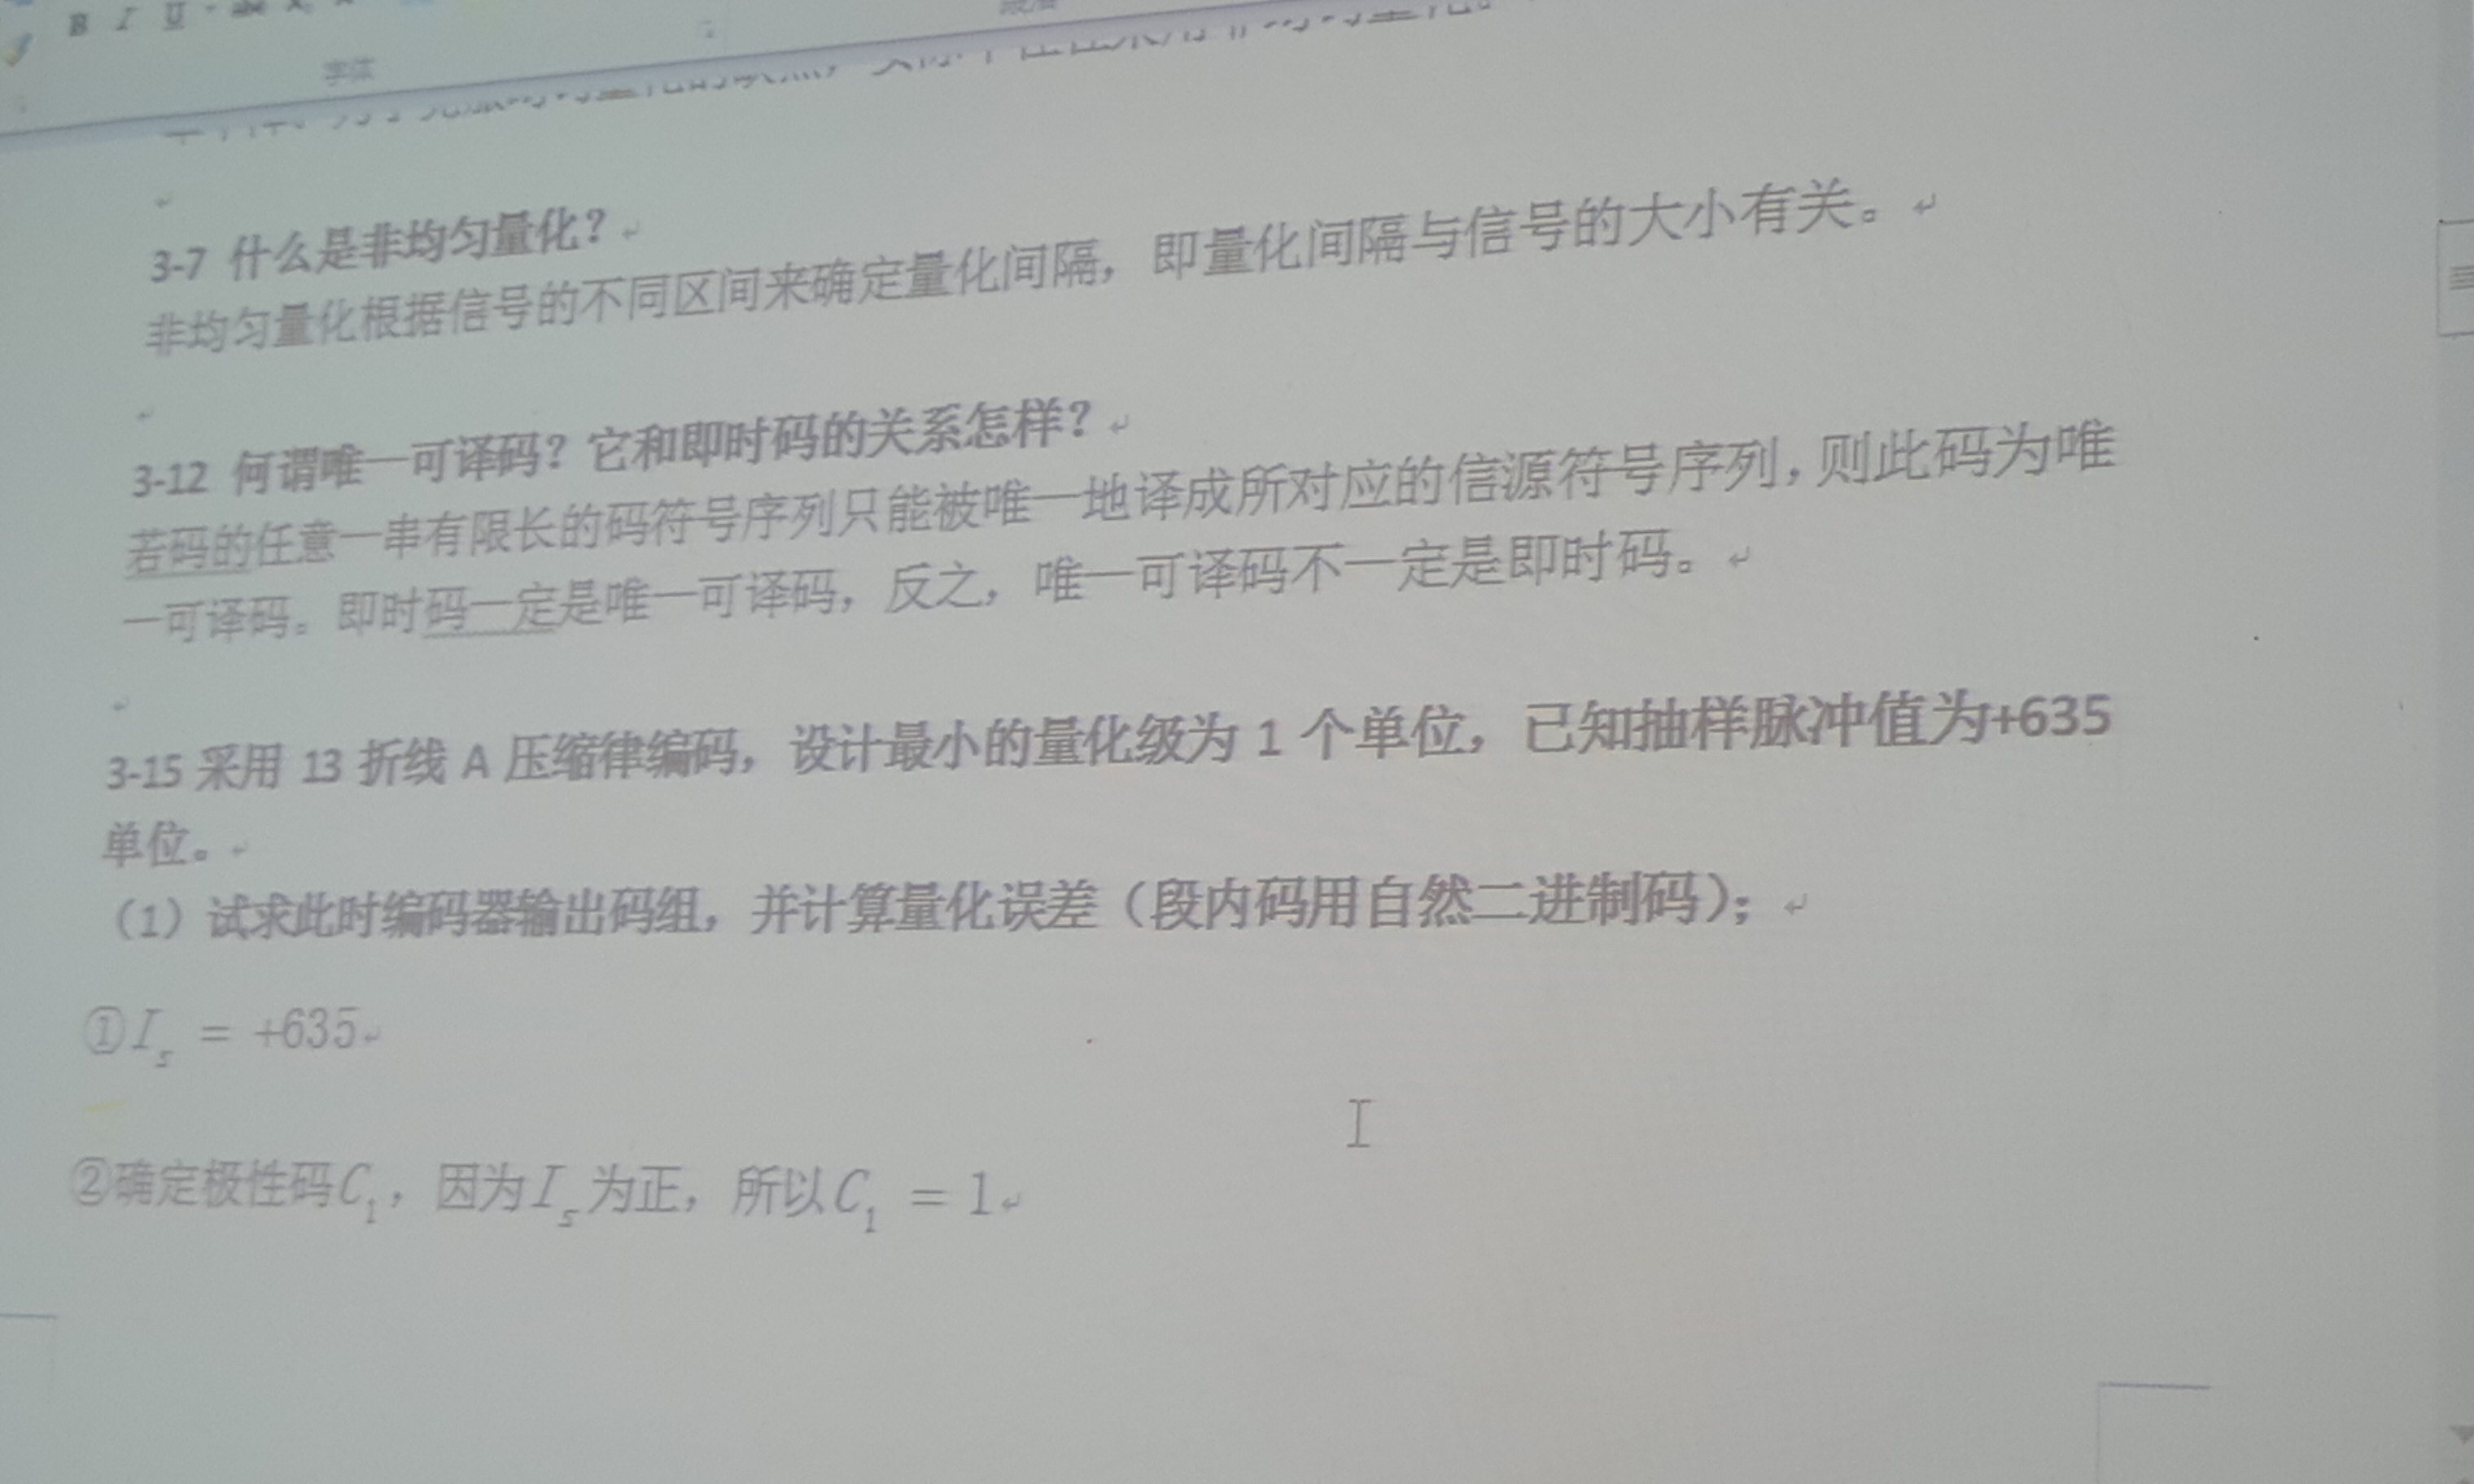 B I U
字体
3-7 什么是非均匀量化？
非均匀量化根据信号的不同区间来确定量化间隔，即量化间隔与信号的大小有关。
3-12 何谓唯一可译码？它和即时码的关系怎样？
若码的任意一串有限长的码符号序列只能被唯一地译成所对应的信源符号序列，则此码为唯
一可译码。即时码一定是唯一可译码，反之，唯一可译码不一定是即时码。
3-15 采用 13 折线 A 压缩律编码，设计最小的量化级为 1 个单位，已知抽样脉冲值为+635
单位。
（1）试求此时编码器输出码组，并计算量化误差（段内码用自然二进制码）；
①Iₛ = +635
②确定极性码C₁，因为Iₛ为正，所以C₁ = 1